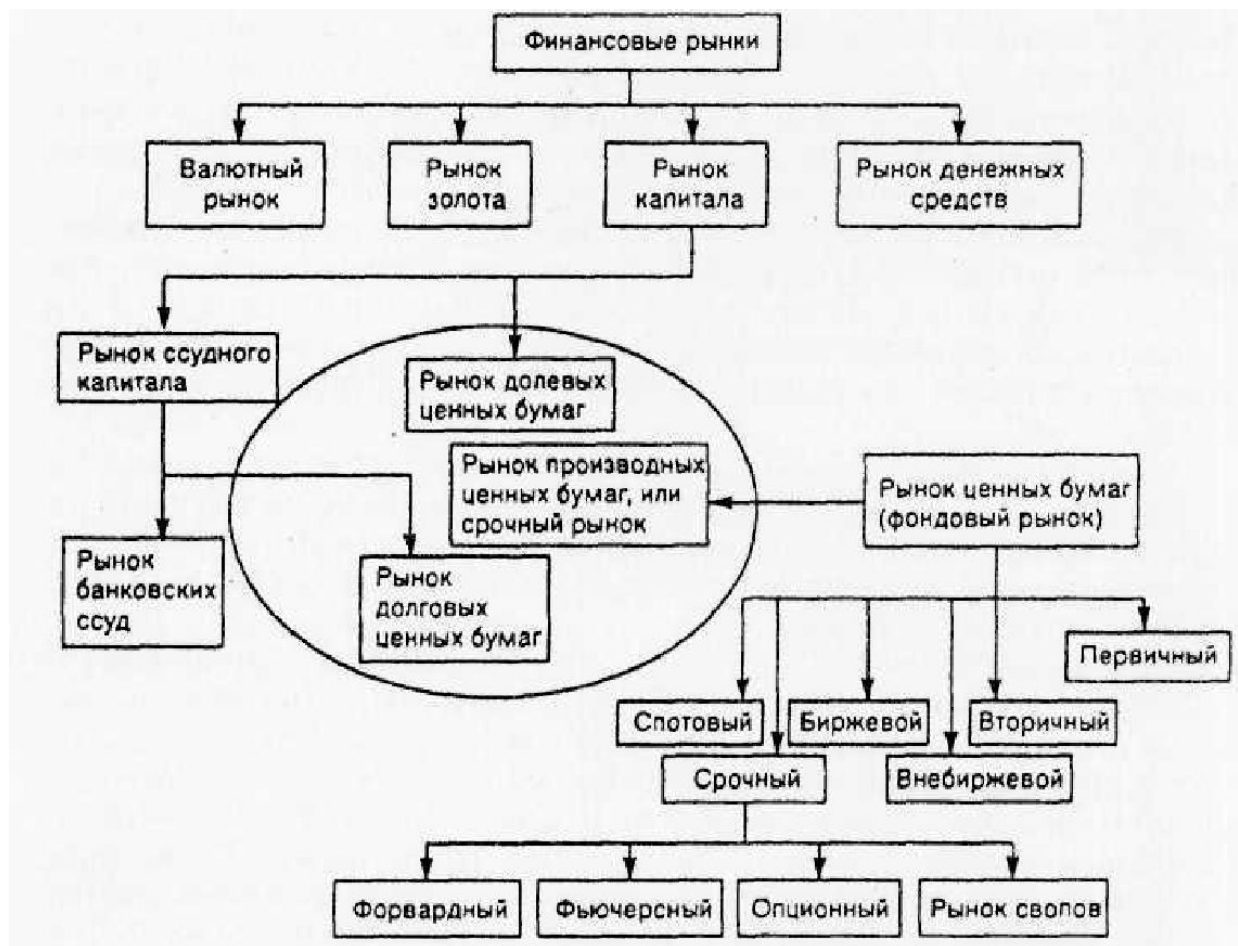 Финансовые рынки
Валютный
рынок
Рынок
золота
Рынок
капитала
Рынок денежных
средств
Рынок ссудного
капитала
Рынок долевых
ценных бумаг
Рынок производных
ценных бумаг, или
срочный рынок
Рынок ценных бумаг
(фондовый рынок)
Рынок
банковских
ссуд
Рынок
долговых
ценных бумаг
Первичный
Спотовый
Биржевой
Вторичный
Срочный
Внебиржевой
Форвардный
Фьючерсный
Опционный
Рынок свопов